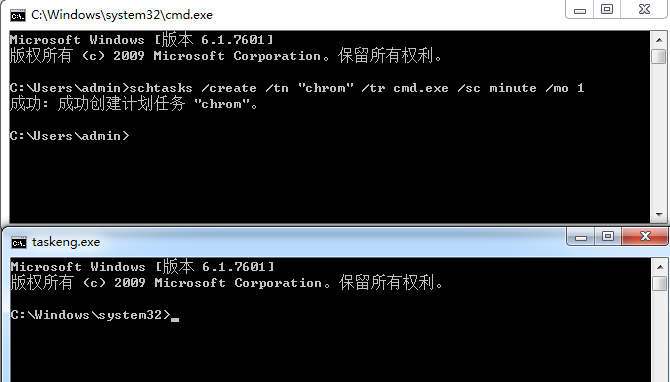 C:\Windows\system32\cmd.exe
Microsoft Windows [版本 6.1.7601]
版权所有 (c) 2009 Microsoft Corporation。保留所有权利。
C:\Users\admin>schtasks /create /tn "chrom" /tr cmd.exe /sc minute /mo 1
成功: 成功创建计划任务 "chrom"。
C:\Users\admin>
taskeng.exe
Microsoft Windows [版本 6.1.7601]
版权所有 (c) 2009 Microsoft Corporation。保留所有权利。
C:\Windows\system32>